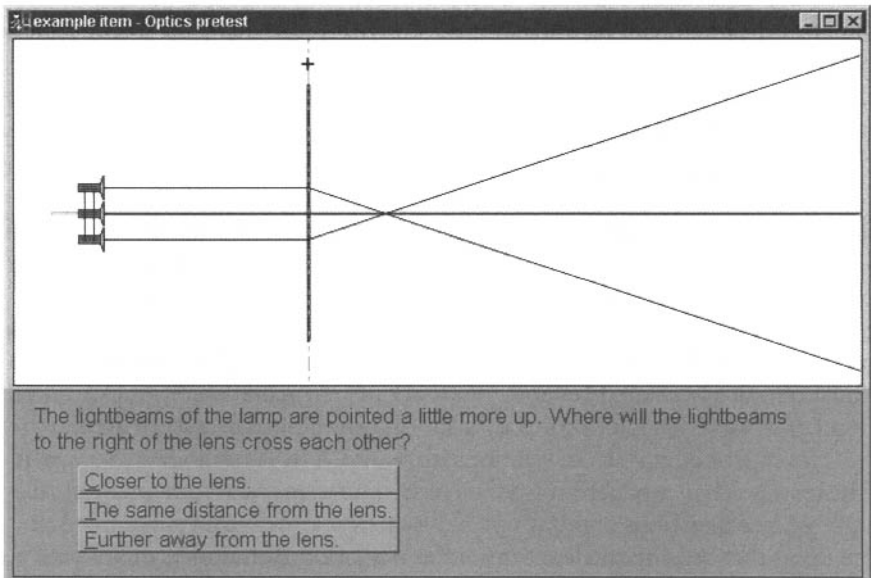 example item - Optics pretest
+
The lightbeams of the lamp are pointed a little more up. Where will the lightbeams
to the right of the lens cross each other?
Closer to the lens.
The same distance from the lens.
Further away from the lens.